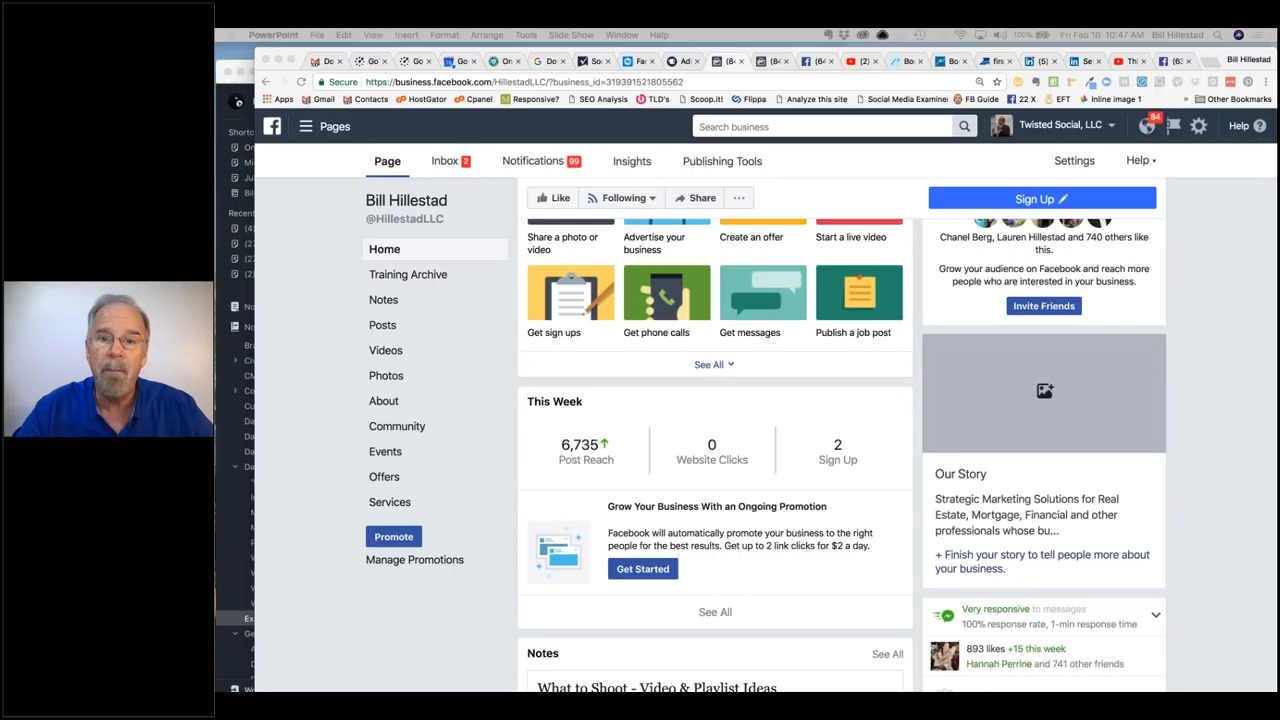 PowerPoint File Edit View Insert Format Arrange Tools Slide Show Window Help 100% Fri Feb 16 10:47 AM Bill Hillestad
Bill Hillestad
Secure https://business.facebook.com/HillestadLLC/?business_id=319391521805562
Apps Gmail Contacts HostGator Cpanel Responsive? SEO Analysis TLD's Scoop.it! Flippa Analyze this site Social Media Examiner FB Guide 22 X EFT Inline image 1 » Other Bookmarks
Pages
Search business
Twisted Social, LLC
84
Help
Page Inbox 2 Notifications 99 Insights Publishing Tools Settings Help
Bill Hillestad
@HillestadLLC
Home
Training Archive
Notes
Posts
Videos
Photos
About
Community
Events
Offers
Services
Promote
Manage Promotions
Like Following Share ...
Sign Up
Share a photo or
video
Advertise your
business
Create an offer
Start a live video
Get sign ups
Get phone calls
Get messages
Publish a job post
See All
This Week
6,735
Post Reach
0
Website Clicks
2
Sign Up
Grow Your Business With an Ongoing Promotion
Facebook will automatically promote your business to the right
people for the best results. Get up to 2 link clicks for $2 a day.
Get Started
See All
Notes
See All
What to Shoot - Video & Playlist Ideas
Chanel Berg, Lauren Hillestad and 740 others like
this.
Grow your audience on Facebook and reach more
people who are interested in your business.
Invite Friends
Our Story
Strategic Marketing Solutions for Real
Estate, Mortgage, Financial and other
professionals whose bu...
+ Finish your story to tell people more about
your business.
Very responsive to messages
100% response rate, 1-min response time
893 likes +15 this week
Hannah Perrine and 741 other friends